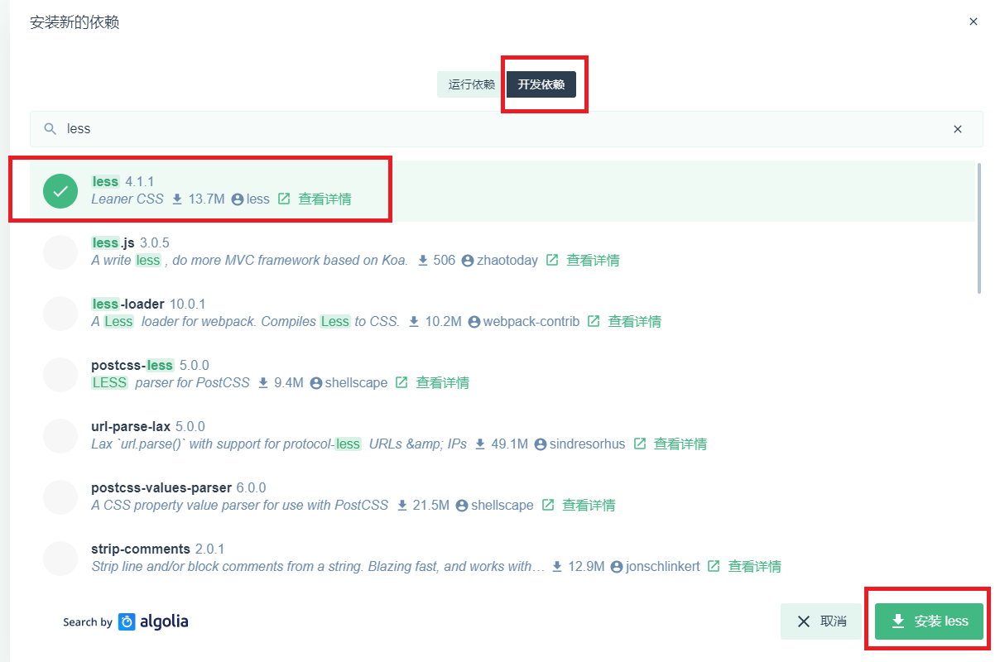 安装新的依赖
运行依赖 开发依赖
less
less 4.1.1
Leaner CSS 13.7M less 查看详情
less.js 3.0.5
A write less , do more MVC framework based on Koa. 506 zhaotoday 查看详情
less-loader 10.0.1
A Less loader for webpack. Compiles Less to CSS. 10.2M webpack-contrib 查看详情
postcss-less 5.0.0
LESS parser for PostCSS 9.4M shellscape 查看详情
url-parse-lax 5.0.0
Lax `url.parse()` with support for protocol-less URLs &amp; IPs 49.1M sindresorhus 查看详情
postcss-values-parser 6.0.0
A CSS property value parser for use with PostCSS 21.5M shellscape 查看详情
strip-comments 2.0.1
Strip line and/or block comments from a string. Blazing fast, and works with… 12.9M jonschlinkert 查看详情
Search by algolia
取消 安装 less